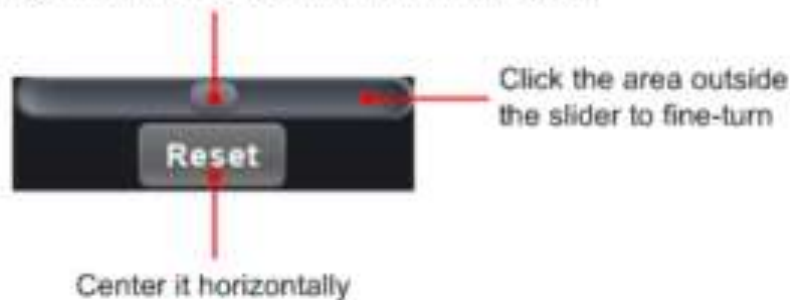 Click the area outside
the slider to fine-turn
Reset
Center it horizontally